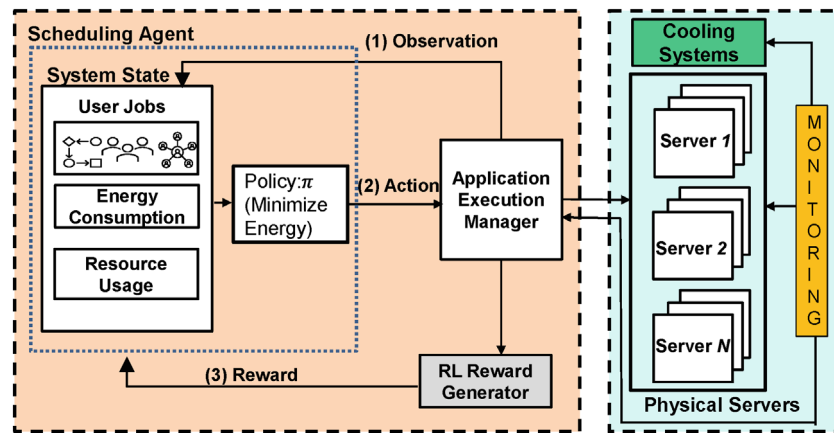 Scheduling Agent
(1) Observation
System State
User Jobs
Energy
Consumption
Resource
Usage
Policy:π
(Minimize
Energy)
(2) Action
Application
Execution
Manager
(3) Reward
RL Reward
Generator
Cooling
Systems
Server 1
Server 2
Server N
Physical Servers
MONITORING